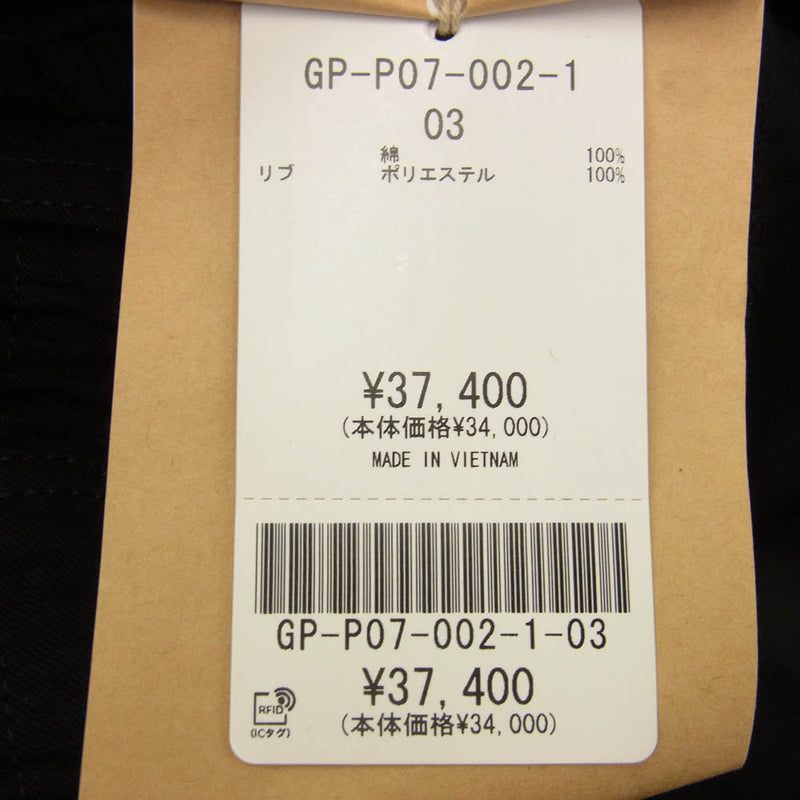 GP-P07-002-1
03
綿 100%
リブ ポリエステル 100%
¥37,400
(本体価格¥34,000)
MADE IN VIETNAM
GP-P07-002-1-03
¥37,400
RFID (本体価格¥34,000)
(ICタグ)